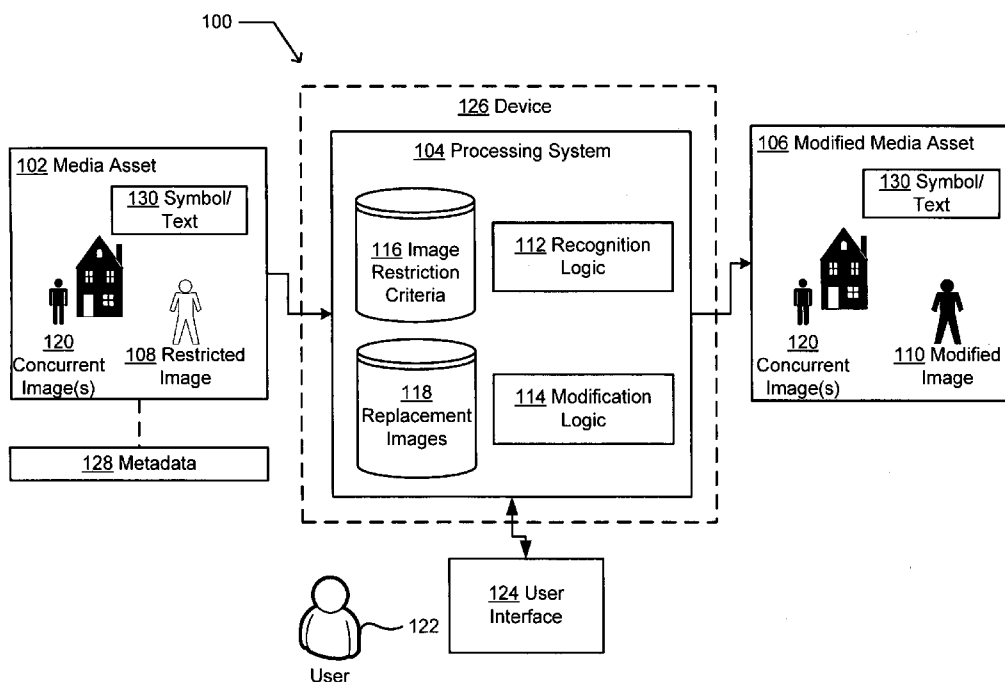 100
126 Device
102 Media Asset
130 Symbol/
Text
120
Concurrent
Image(s)
108 Restricted
Image
128 Metadata
104 Processing System
116 Image
Restriction
Criteria
112 Recognition
Logic
118
Replacement
Images
114 Modification
Logic
106 Modified Media Asset
130 Symbol/
Text
120
Concurrent
Image(s)
110 Modified
Image
124 User
Interface
122
User